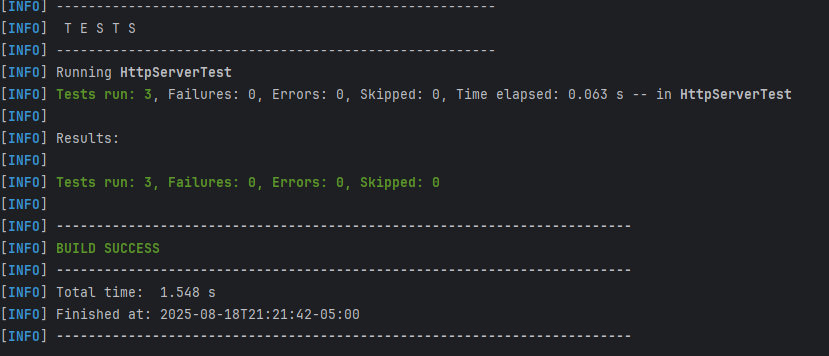 [INFO] -------------------------------------------------------
[INFO]  T E S T S
[INFO] -------------------------------------------------------
[INFO] Running HttpServerTest
[INFO] Tests run: 3, Failures: 0, Errors: 0, Skipped: 0, Time elapsed: 0.063 s -- in HttpServerTest
[INFO]
[INFO] Results:
[INFO]
[INFO] Tests run: 3, Failures: 0, Errors: 0, Skipped: 0
[INFO]
[INFO] ------------------------------------------------------------------------
[INFO] BUILD SUCCESS
[INFO] ------------------------------------------------------------------------
[INFO] Total time:  1.548 s
[INFO] Finished at: 2025-08-18T21:21:42-05:00
[INFO] ------------------------------------------------------------------------